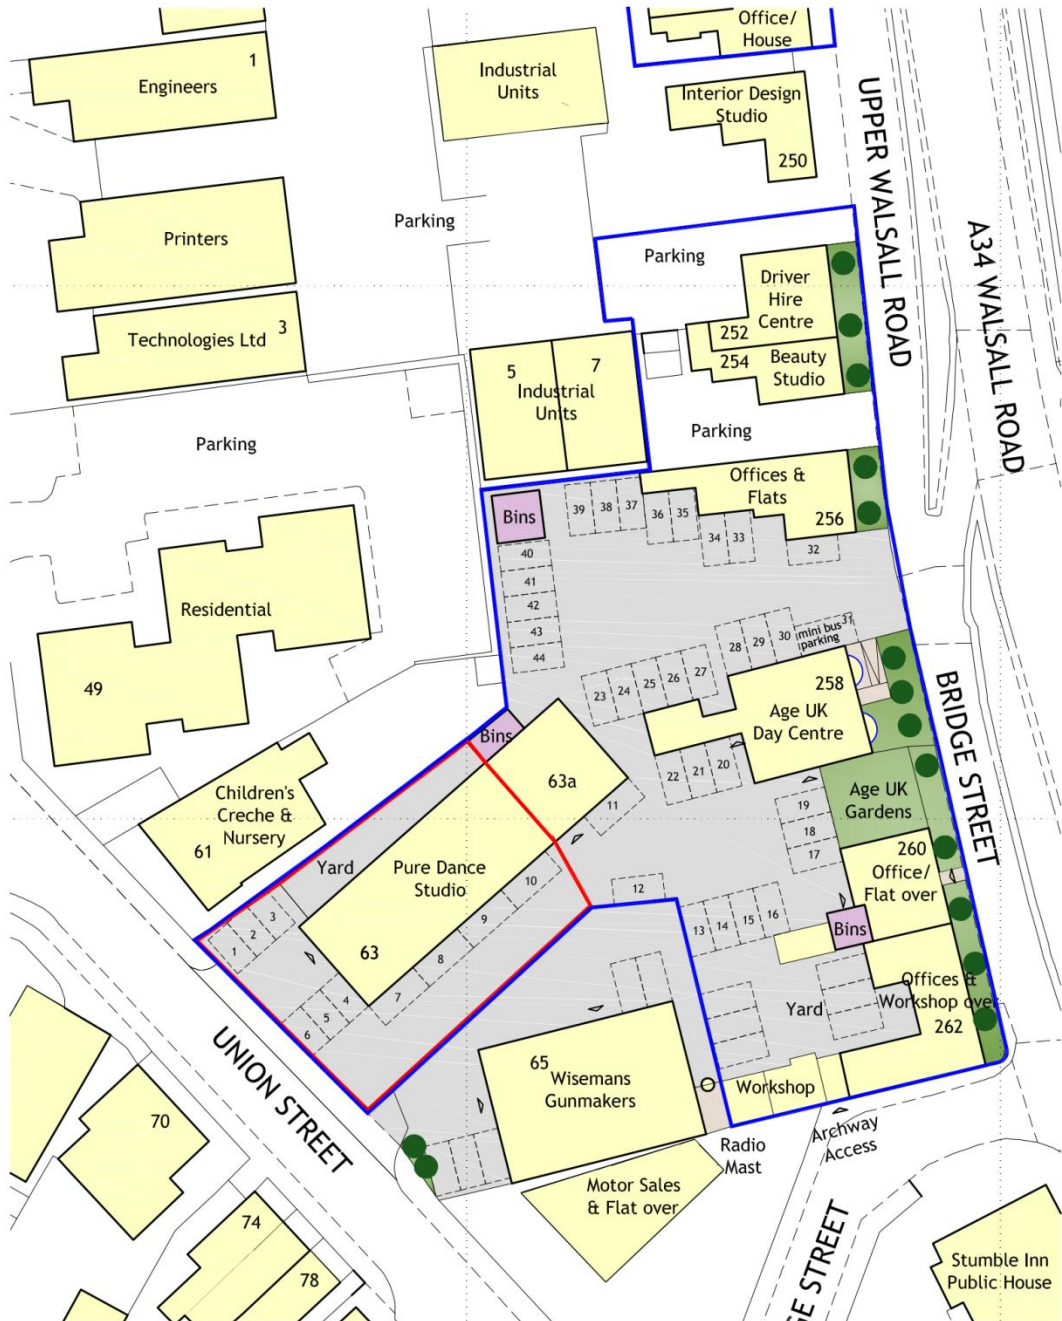 Office/
House
1
Engineers
Industrial
Units
Interior Design
Studio
250
UPPER WALSALL ROAD
Printers
Parking
Parking
A34 WALSALL ROAD
Driver
Hire
Centre
252
3
Technologies Ltd
254
Beauty
Studio
5
7
Industrial
Units
Parking
Parking
Offices &
Flats
256
Bins
39
38
37
36
35
34
33
32
40
41
42
43
44
Residential
49
31
mini bus
parking
30
29
28
27
26
25
24
23
258
Age UK
Day Centre
BRIDGE STREET
Bins
63a
22
21
20
11
Age UK
Gardens
19
18
17
Children's
Creche &
Nursery
61
Yard
Pure Dance
Studio
63
10
9
8
7
12
260
Office/
Flat over
Bins
13
14
15
16
1
2
3
4
5
6
Offices &
Workshop over
262
Yard
UNION STREET
65
Wisemans
Gunmakers
Workshop
Radio
Mast
Archway
Access
70
Motor Sales
& Flat over
74
78
GE STREET
Stumble Inn
Public House